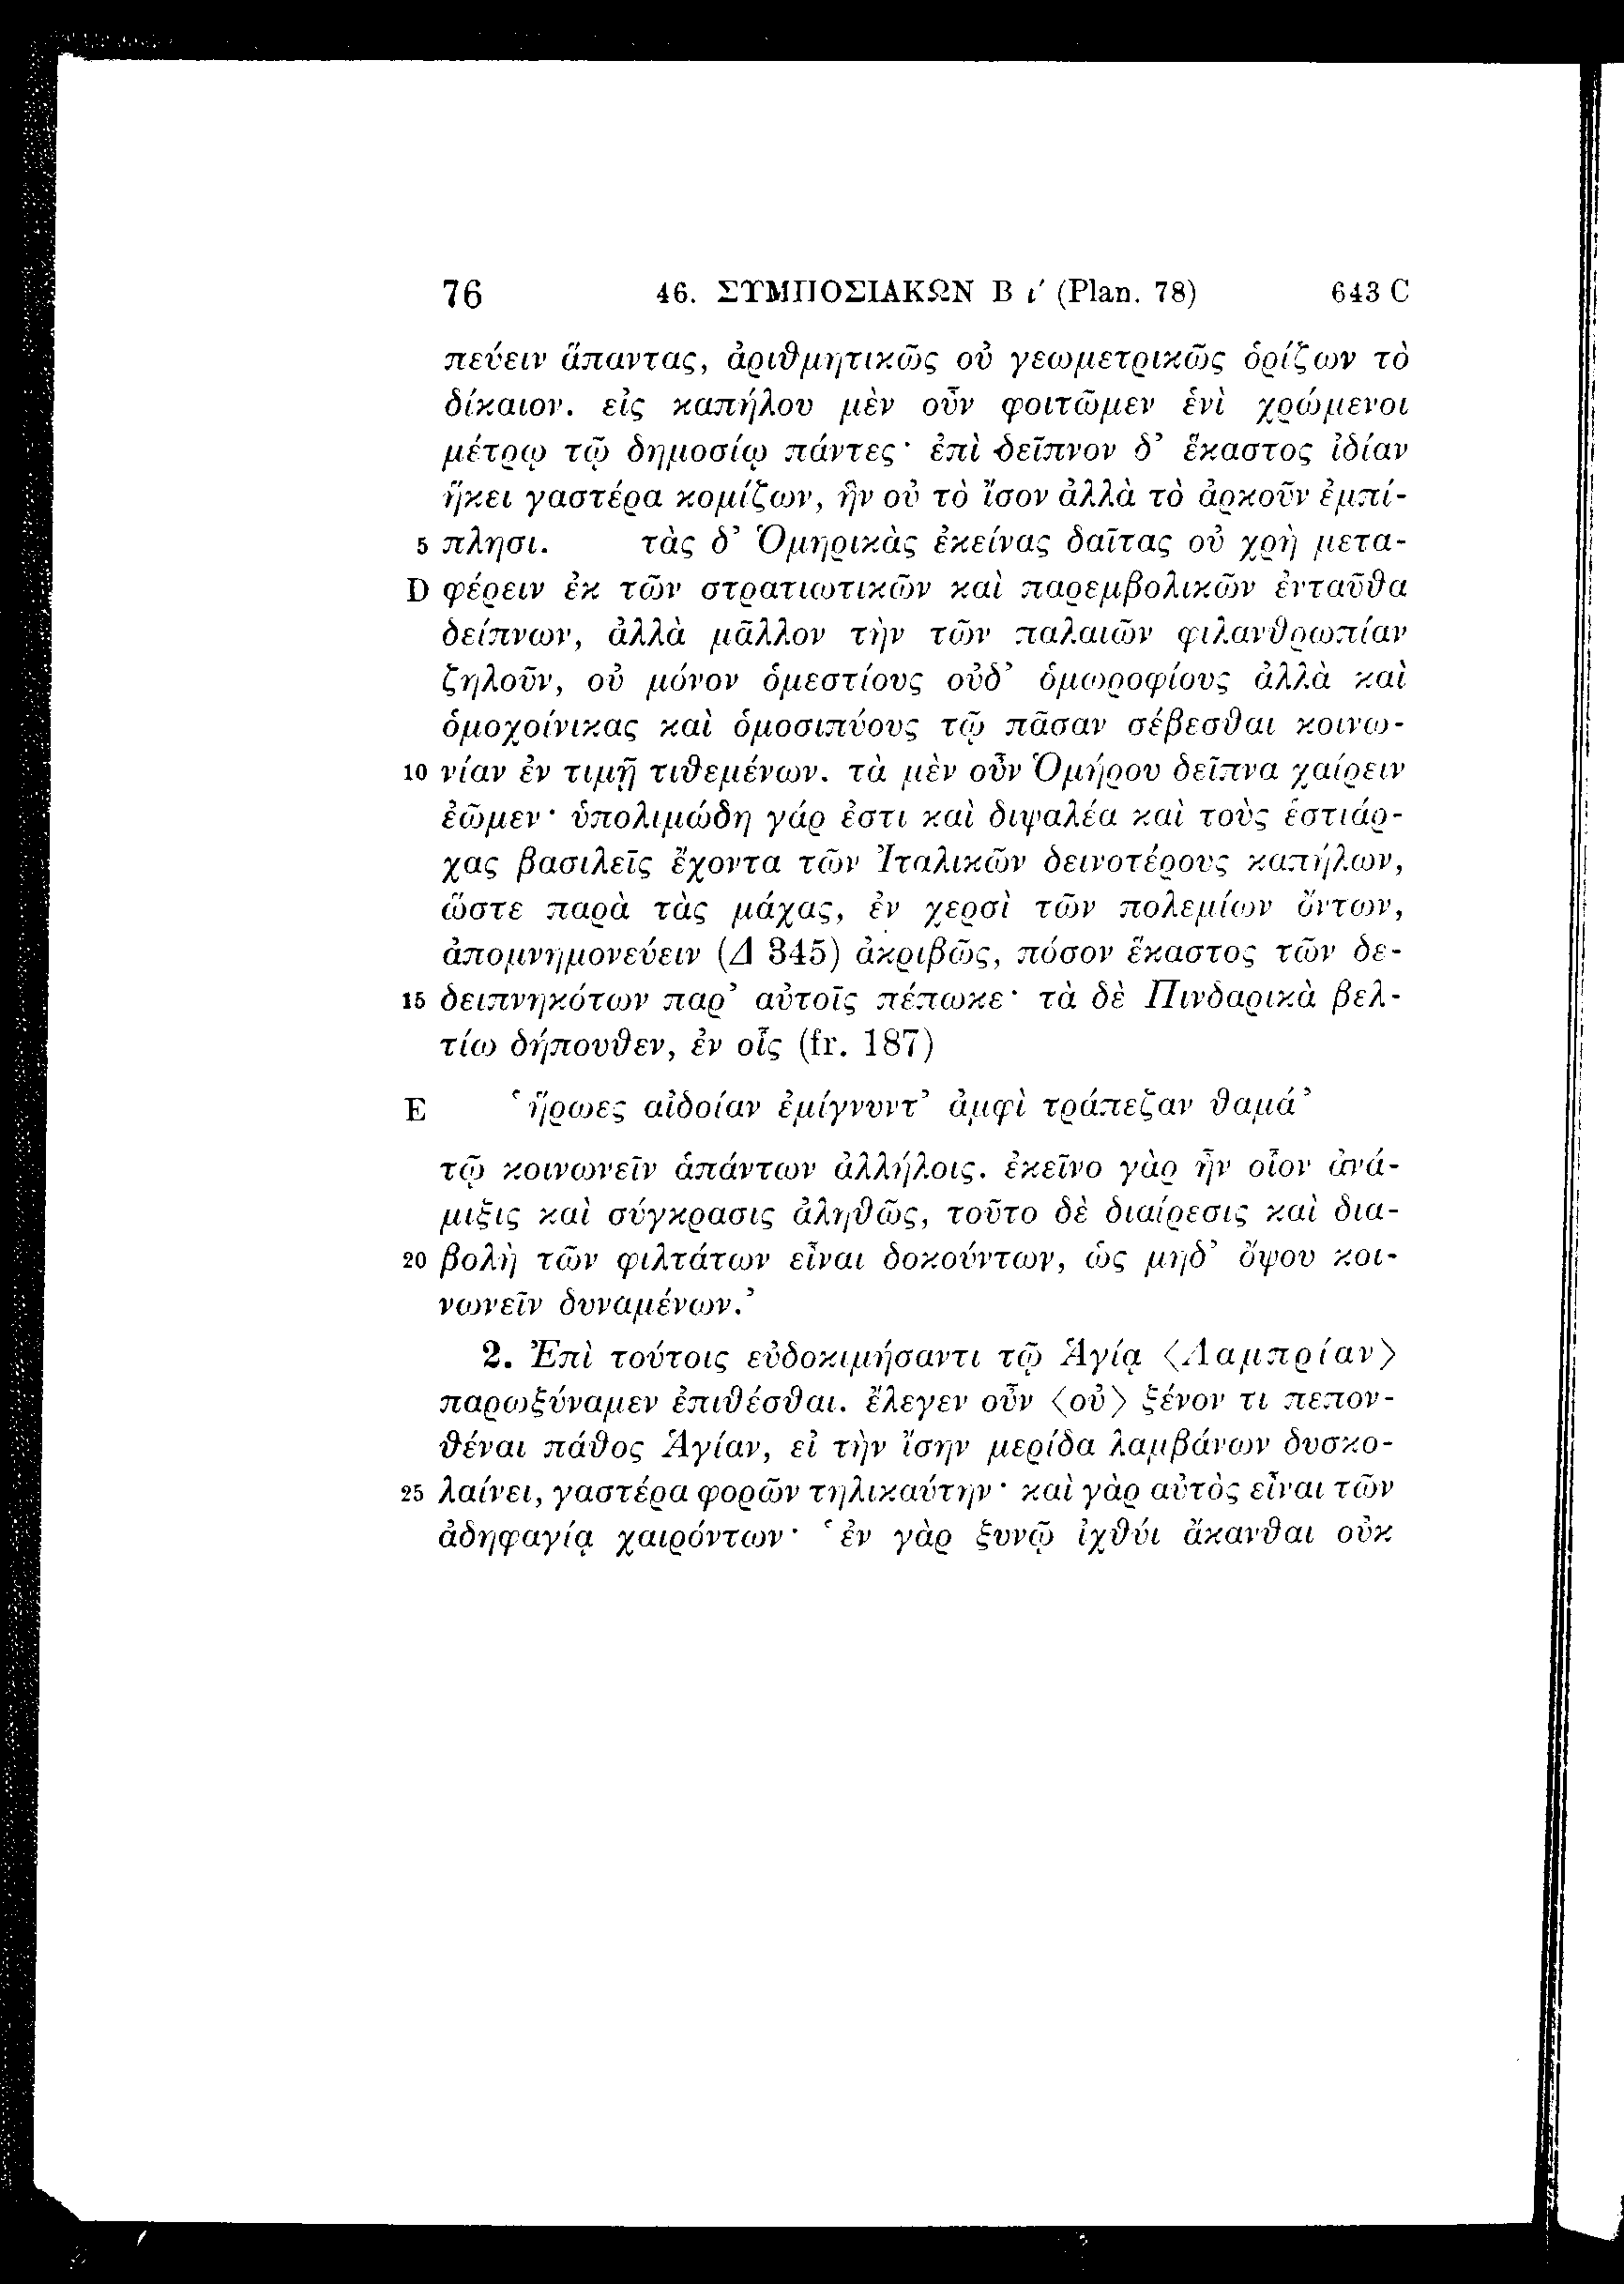 76 46. ΣΥΜΠΟΣΙΑΚΩΝ Β ι΄ (Plan. 78) 643 C
πεύειν ἅπαντας, ἀριθμητικῶς οὐ γεωμετρικῶς ὁρίζων τὸ
δίκαιον. εἰς καπήλου μὲν οὖν φοιτῶμεν ἑνὶ χρώμενοι
μέτρῳ τῷ δημοσίῳ πάντες· ἐπὶ δεῖπνον δ’ ἕκαστος ἰδίαν
ἥκει γαστέρα κομίζων, ἣν οὐ τὸ ἴσον ἀλλὰ τὸ ἀρκοῦν ἐμπί-
5 πλησι. τὰς δ’ Ὁμηρικὰς ἐκείνας δαῖτας οὐ χρὴ μετα-
D φέρειν ἐκ τῶν στρατιωτικῶν καὶ παρεμβολικῶν ἐνταῦθα
δείπνων, ἀλλὰ μᾶλλον τὴν τῶν παλαιῶν φιλανθρωπίαν
ζηλοῦν, οὐ μόνον ὁμεστίους οὐδ’ ὁμωροφίους ἀλλὰ καὶ
ὁμοχοίνικας καὶ ὁμοσιπύους τῷ πᾶσαν σέβεσθαι κοινω-
10 νίαν ἐν τιμῇ τιθεμένων. τὰ μὲν οὖν Ὁμήρου δεῖπνα χαίρειν
ἐῶμεν· ὑπολιμώδη γάρ ἐστι καὶ διψαλέα καὶ τοὺς ἑστιάρ-
χας βασιλεῖς ἔχοντα τῶν Ἰταλικῶν δεινοτέρους καπήλων,
ὥστε παρὰ τὰς μάχας, ἐν χερσὶ τῶν πολεμίων ὄντων,
ἀπομνημονεύειν (Δ 345) ἀκριβῶς, πόσον ἕκαστος τῶν δε-
15 δειπνηκότων παρ’ αὐτοῖς πέπωκε· τὰ δὲ Πινδαρικὰ βελ-
τίω δήπουθεν, ἐν οἷς (fr. 187)
E ‘ἥρωες αἰδοίαν ἐμίγνυντ’ ἀμφὶ τράπεζαν θαμά’
τῷ κοινωνεῖν ἁπάντων ἀλλήλοις. ἐκεῖνο γὰρ ἦν οἷον ἀνά-
μιξις καὶ σύγκρασις ἀληθῶς, τοῦτο δὲ διαίρεσις καὶ δια-
20 βολὴ τῶν φιλτάτων εἶναι δοκούντων, ὡς μηδ’ ὄψου κοι-
νωνεῖν δυναμένων.’
2. Ἐπὶ τούτοις εὐδοκιμήσαντι τῷ Ἁγίᾳ ⟨Λαμπρίαν⟩
παρωξύναμεν ἐπιθέσθαι. ἔλεγεν οὖν ⟨οὐ⟩ ξένον τι πεπον-
θέναι πάθος Ἁγίαν, εἰ τὴν ἴσην μερίδα λαμβάνων δυσκο-
25 λαίνει, γαστέρα φορῶν τηλικαύτην· καὶ γὰρ αὐτὸς εἶναι τῶν
ἀδηφαγίᾳ χαιρόντων· ‘ἐν γὰρ ξυνῷ ἰχθύι ἄκανθαι οὐκ